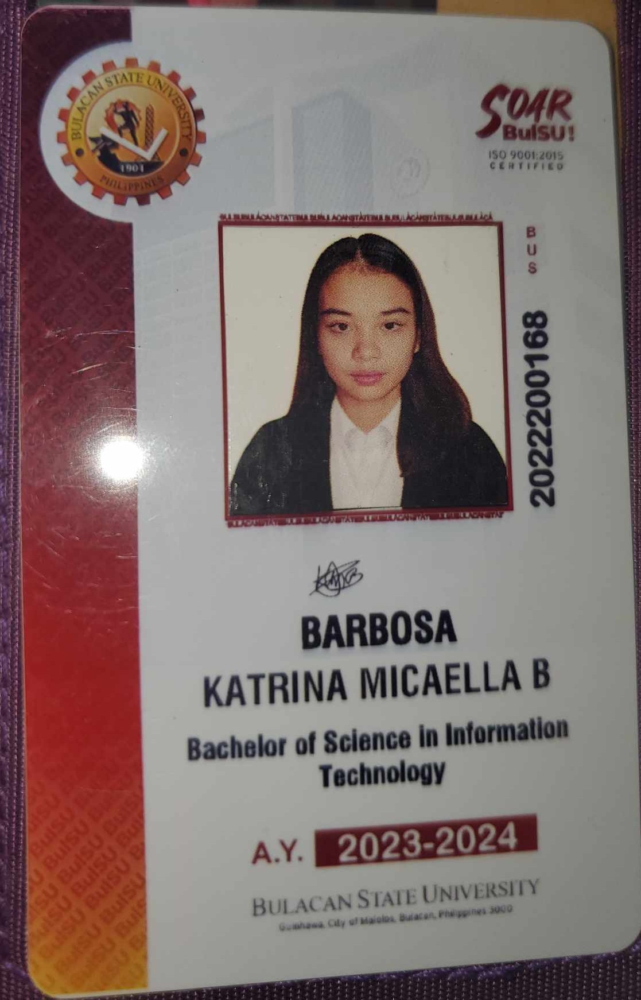 BULACAN STATE UNIVERSITY
1904
PHILIPPINES
SOAR
BulSU!
ISO 9001:2015
CERTIFIED
BUS
2022200168
BARBOSA
KATRINA MICAELLA B
Bachelor of Science in Information
Technology
A.Y. 2023-2024
BULACAN STATE UNIVERSITY
Guinhawa, City of Malolos, Bulacan, Philippines 3000